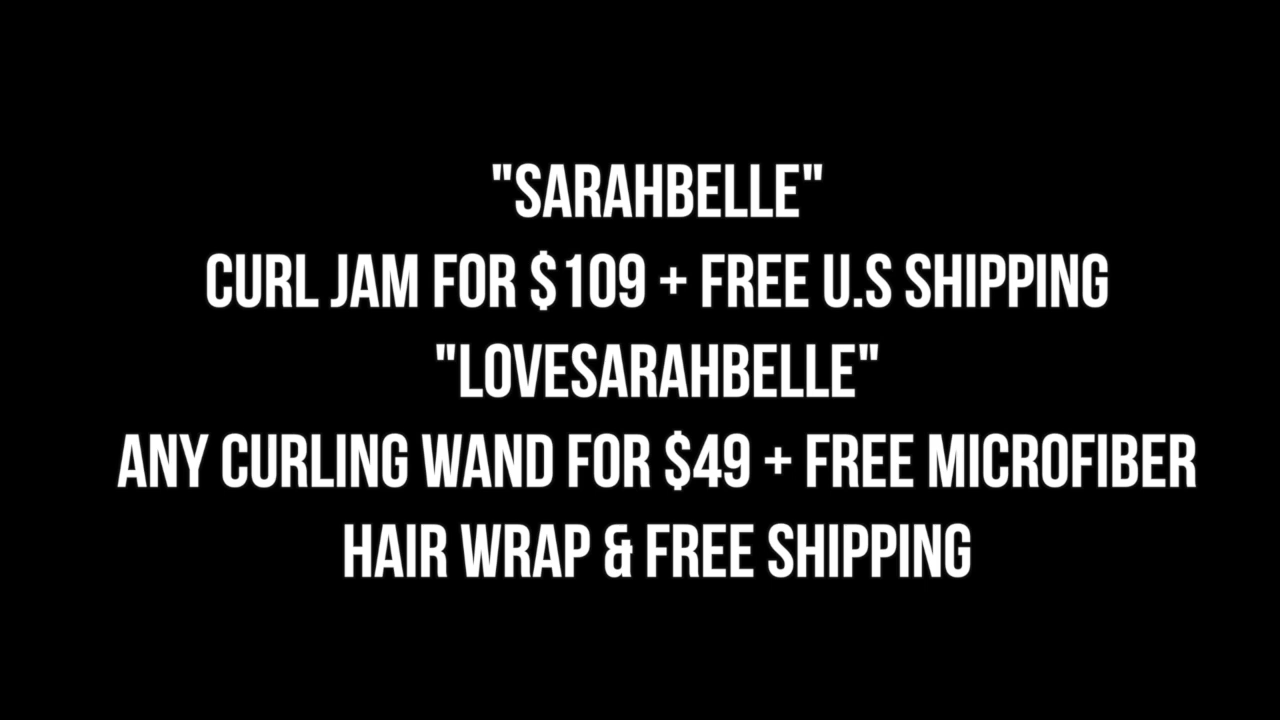 "SARAHBELLE"
CURL JAM FOR $109 + FREE U.S SHIPPING
"LOVESARAHBELLE"
ANY CURLING WAND FOR $49 + FREE MICROFIBER
HAIR WRAP & FREE SHIPPING